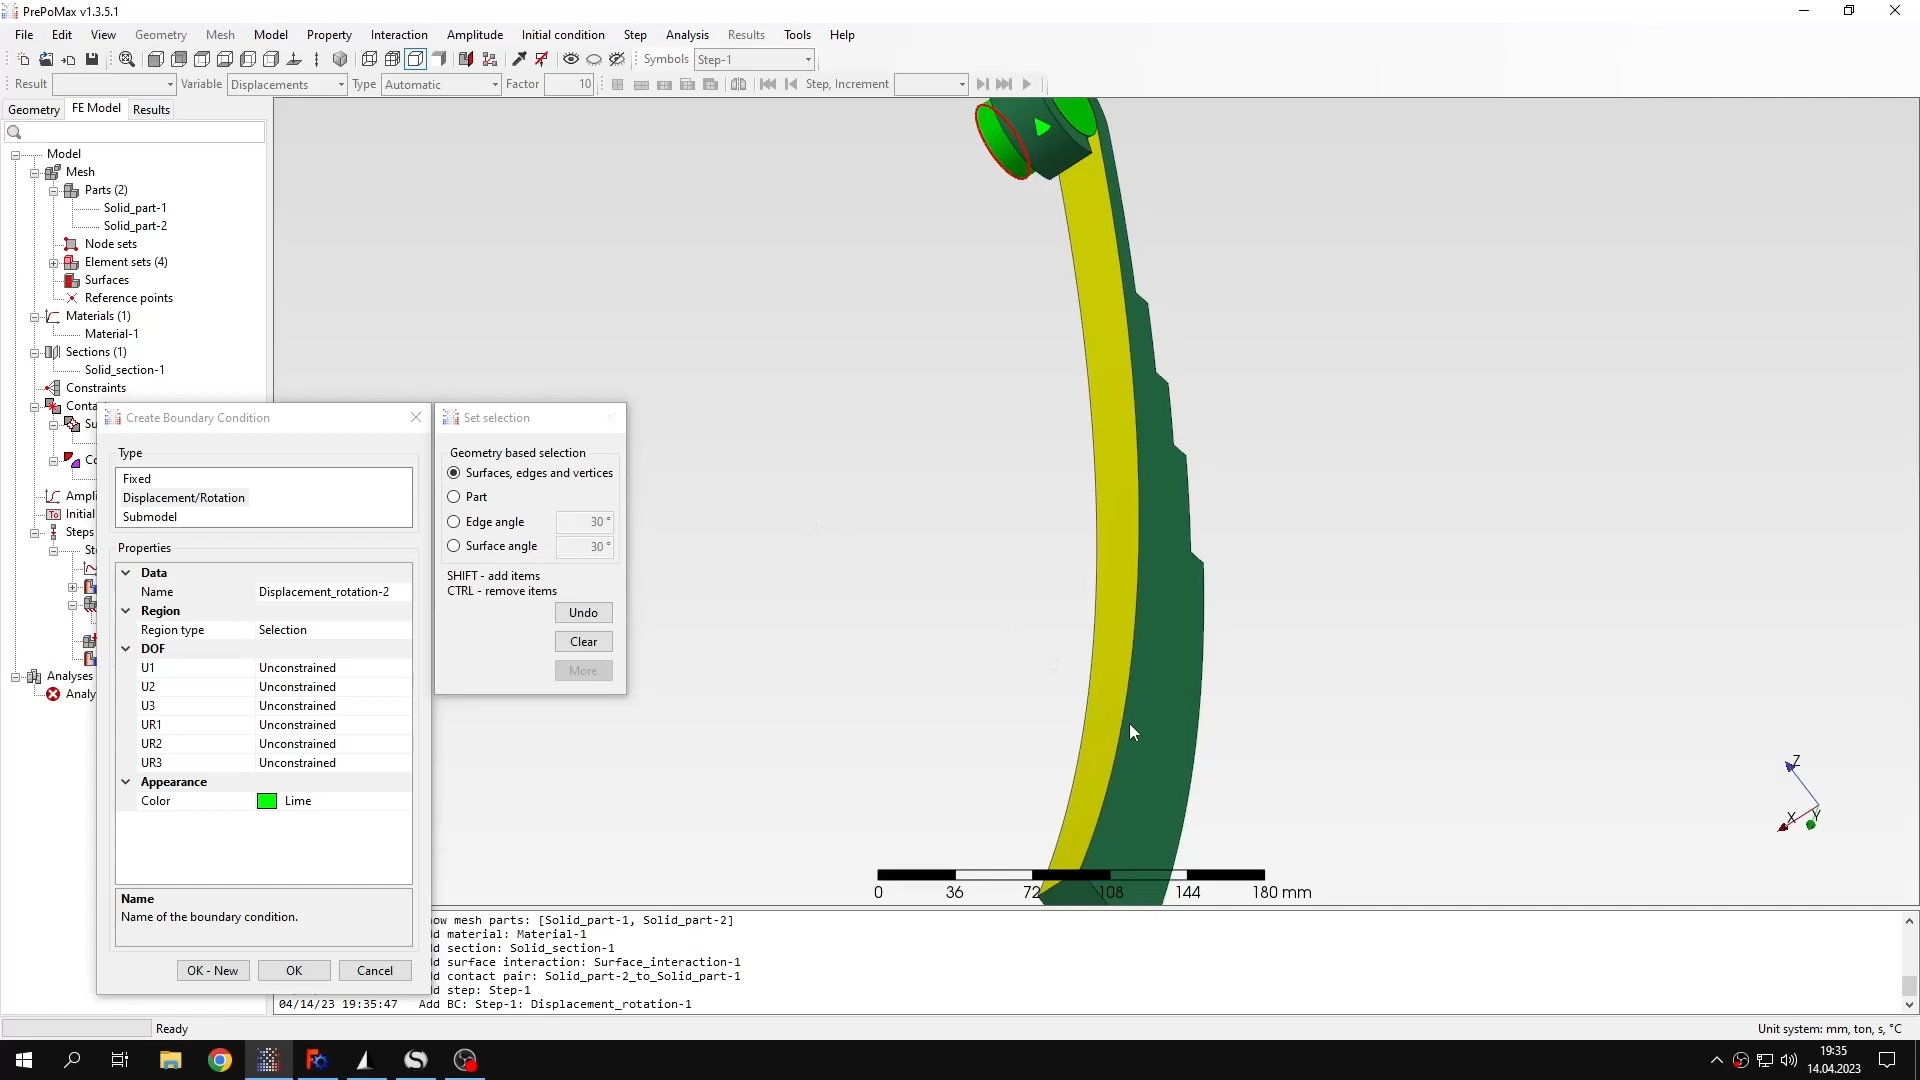 PrePoMax v1.3.5.1
File Edit View Geometry Mesh Model Property Interaction Amplitude Initial condition Step Analysis Results Tools Help
Symbols Step-1
Result Variable Displacements Type Automatic Factor 10 Step, Increment
Geometry FE Model Results
Model
Mesh
Parts (2)
Solid_part-1
Solid_part-2
Node sets
Element sets (4)
Surfaces
Reference points
Materials (1)
Material-1
Sections (1)
Solid_section-1
Constraints
Conta
Su
Co
Ampli
Initial
Steps
St
Analyses
Analy
Create Boundary Condition
Type
Fixed
Displacement/Rotation
Submodel
Properties
Data
Name Displacement_rotation-2
Region
Region type Selection
DOF
U1 Unconstrained
U2 Unconstrained
U3 Unconstrained
UR1 Unconstrained
UR2 Unconstrained
UR3 Unconstrained
Appearance
Color Lime
Name
Name of the boundary condition.
OK - New OK Cancel
Set selection
Geometry based selection
Surfaces, edges and vertices
Part
Edge angle 30 °
Surface angle 30 °
SHIFT - add items
CTRL - remove items
Undo
Clear
More
Z
X Y
0 36 72 108 144 180 mm
ow mesh parts: [Solid_part-1, Solid_part-2]
d material: Material-1
d section: Solid_section-1
d surface interaction: Surface_interaction-1
d contact pair: Solid_part-2_to_Solid_part-1
d step: Step-1
04/14/23 19:35:47 Add BC: Step-1: Displacement_rotation-1
Ready
Unit system: mm, ton, s, °C
19:35
14.04.2023